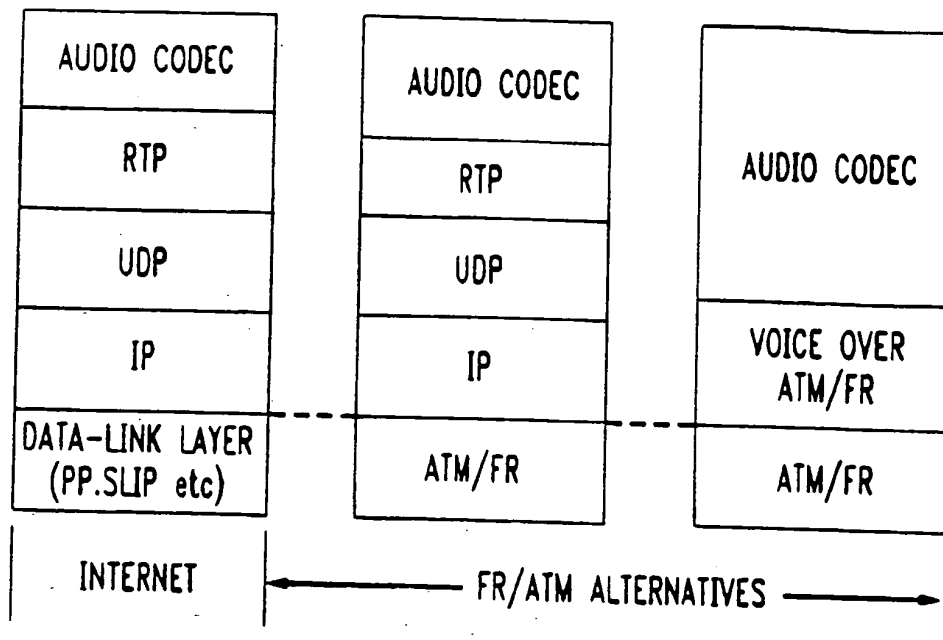 AUDIO CODEC
RTP
UDP
IP
DATA-LINK LAYER
(PP.SLIP etc)
INTERNET
AUDIO CODEC
RTP
UDP
IP
ATM/FR
AUDIO CODEC
VOICE OVER
ATM/FR
ATM/FR
FR/ATM ALTERNATIVES